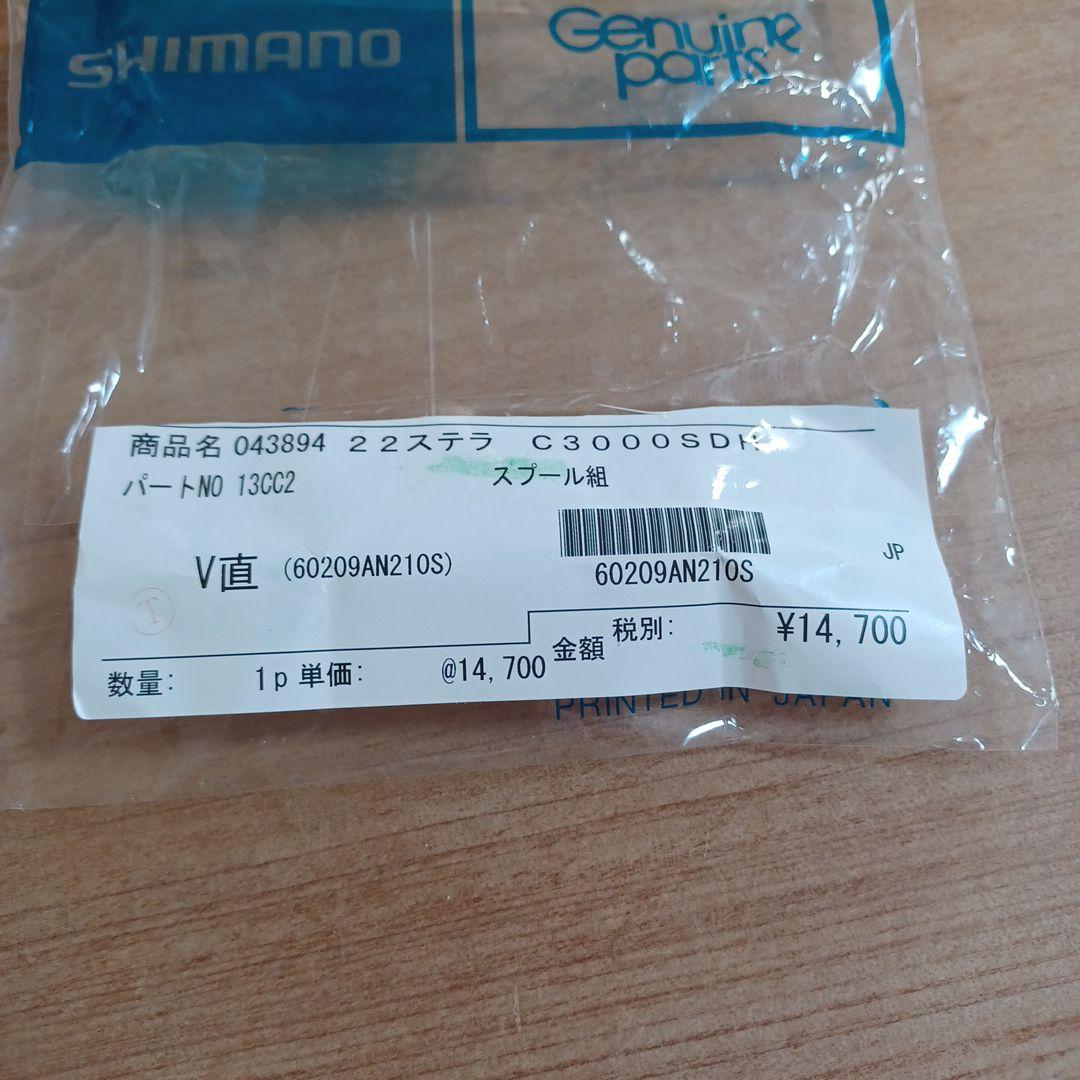 SHIMANO
Genuine parts
商品名 043894 22ステラ C3000SDH
パートNO 13CC2 スプール組
V直 (60209AN210S)
60209AN210S
JP
T
金額 税別: ¥14,700
数量: 1p 単価: @14,700
PRINTED IN JAPAN